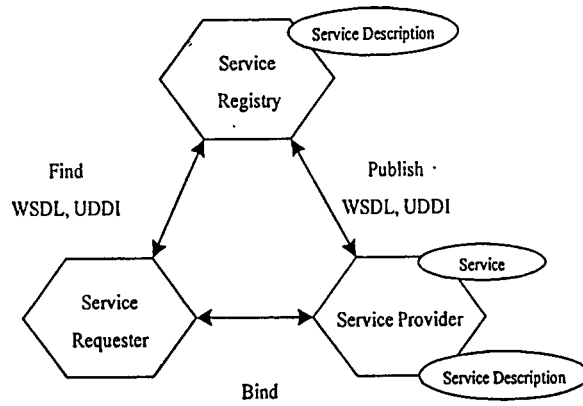 Service Description
Service
Registry
Find
WSDL, UDDI
Publish
WSDL, UDDI
Service
Service
Requester
Service Provider
Service Description
Bind